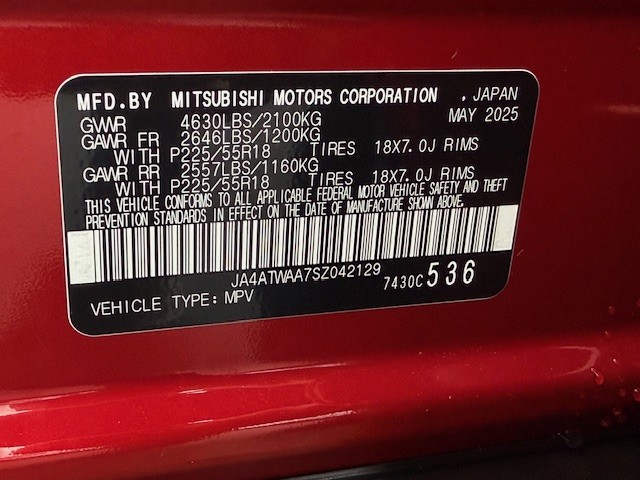 MFD.BY MITSUBISHI MOTORS CORPORATION , JAPAN
GVWR 4630LBS/2100KG MAY 2025
GAWR FR 2646LBS/1200KG
WITH P225/55R18 TIRES 18X7.0J RIMS
GAWR RR 2557LBS/1160KG
WITH P225/55R18 TIRES 18X7.0J RIMS
THIS VEHICLE CONFORMS TO ALL APPLICABLE FEDERAL MOTOR VEHICLE SAFETY AND THEFT
PREVENTION STANDARDS IN EFFECT ON THE DATE OF MANUFACTURE SHOWN ABOVE.
JA4ATWAA7SZ042129 7430C 536
VEHICLE TYPE: MPV